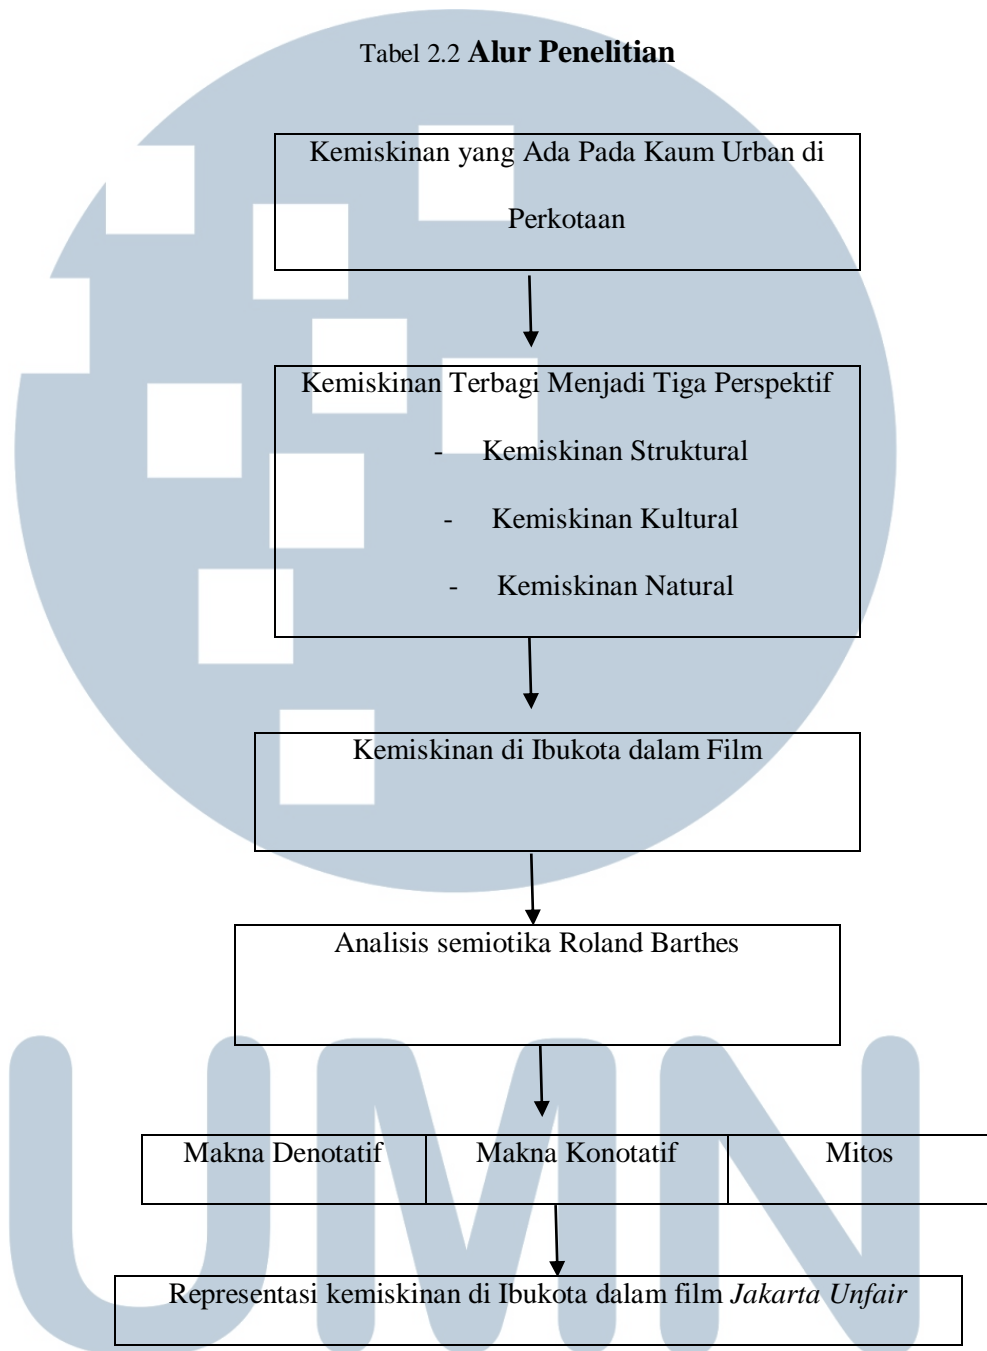 Tabel 2.2 Alur Penelitian
Kemiskinan yang Ada Pada Kaum Urban di
Perkotaan
Kemiskinan Terbagi Menjadi Tiga Perspektif
- Kemiskinan Struktural
- Kemiskinan Kultural
- Kemiskinan Natural
Kemiskinan di Ibukota dalam Film
Analisis semiotika Roland Barthes
Makna Denotatif Makna Konotatif Mitos
Representasi kemiskinan di Ibukota dalam film Jakarta Unfair
UMN